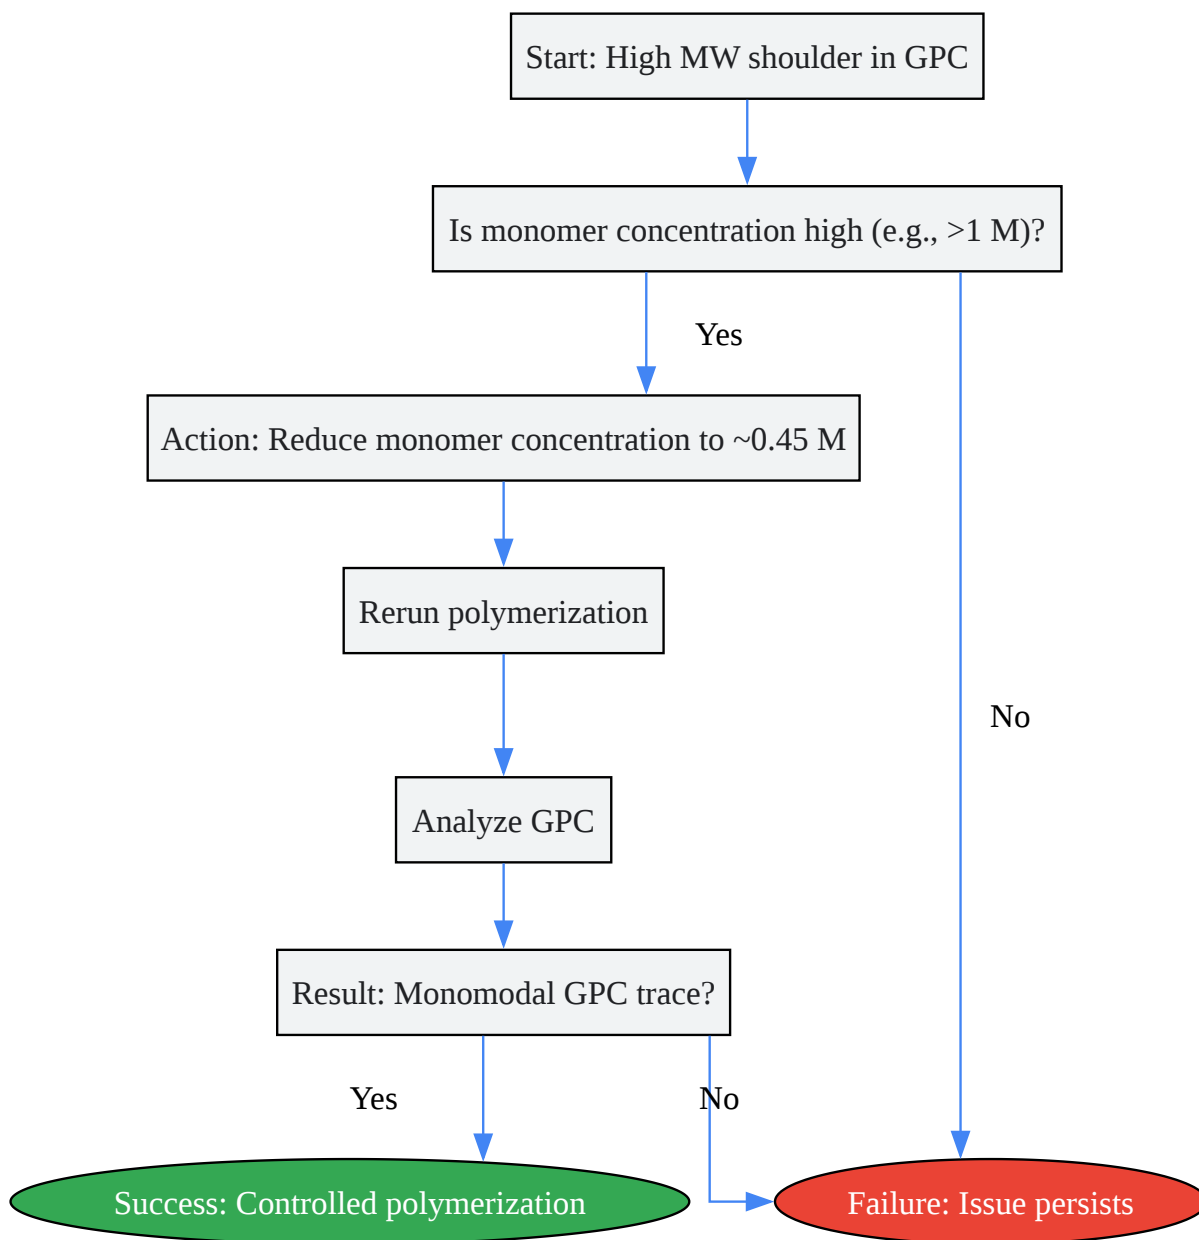 Start: High MW shoulder in GPC
Is monomer concentration high (e.g., >1 M)?
Yes
Action: Reduce monomer concentration to ~0.45 M
Rerun polymerization
No
Analyze GPC
Result: Monomodal GPC trace?
Yes
No
Success: Controlled polymerization
Failure: Issue persists